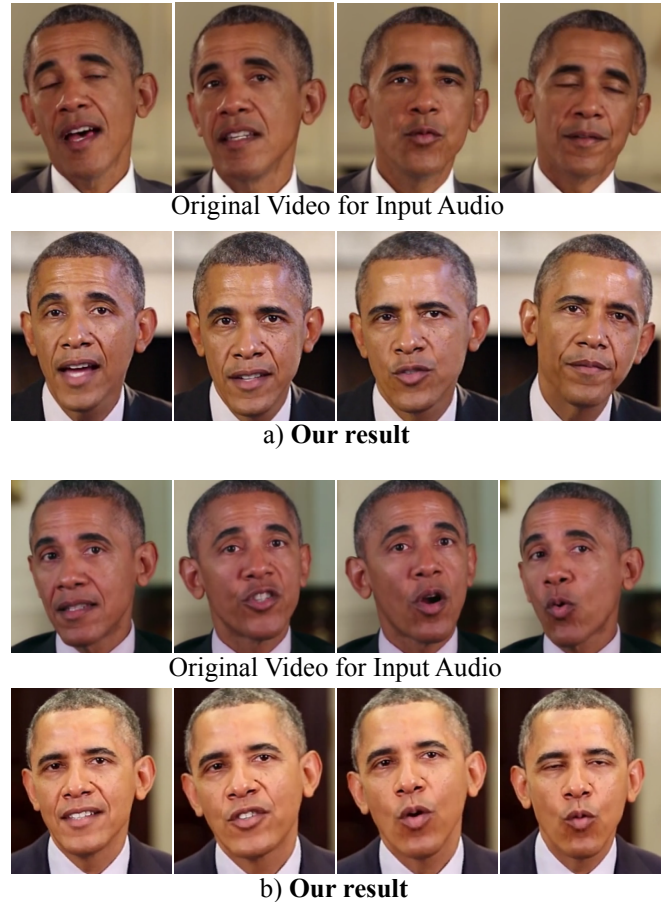 Original Video for Input Audio
a) Our result
Original Video for Input Audio
b) Our result